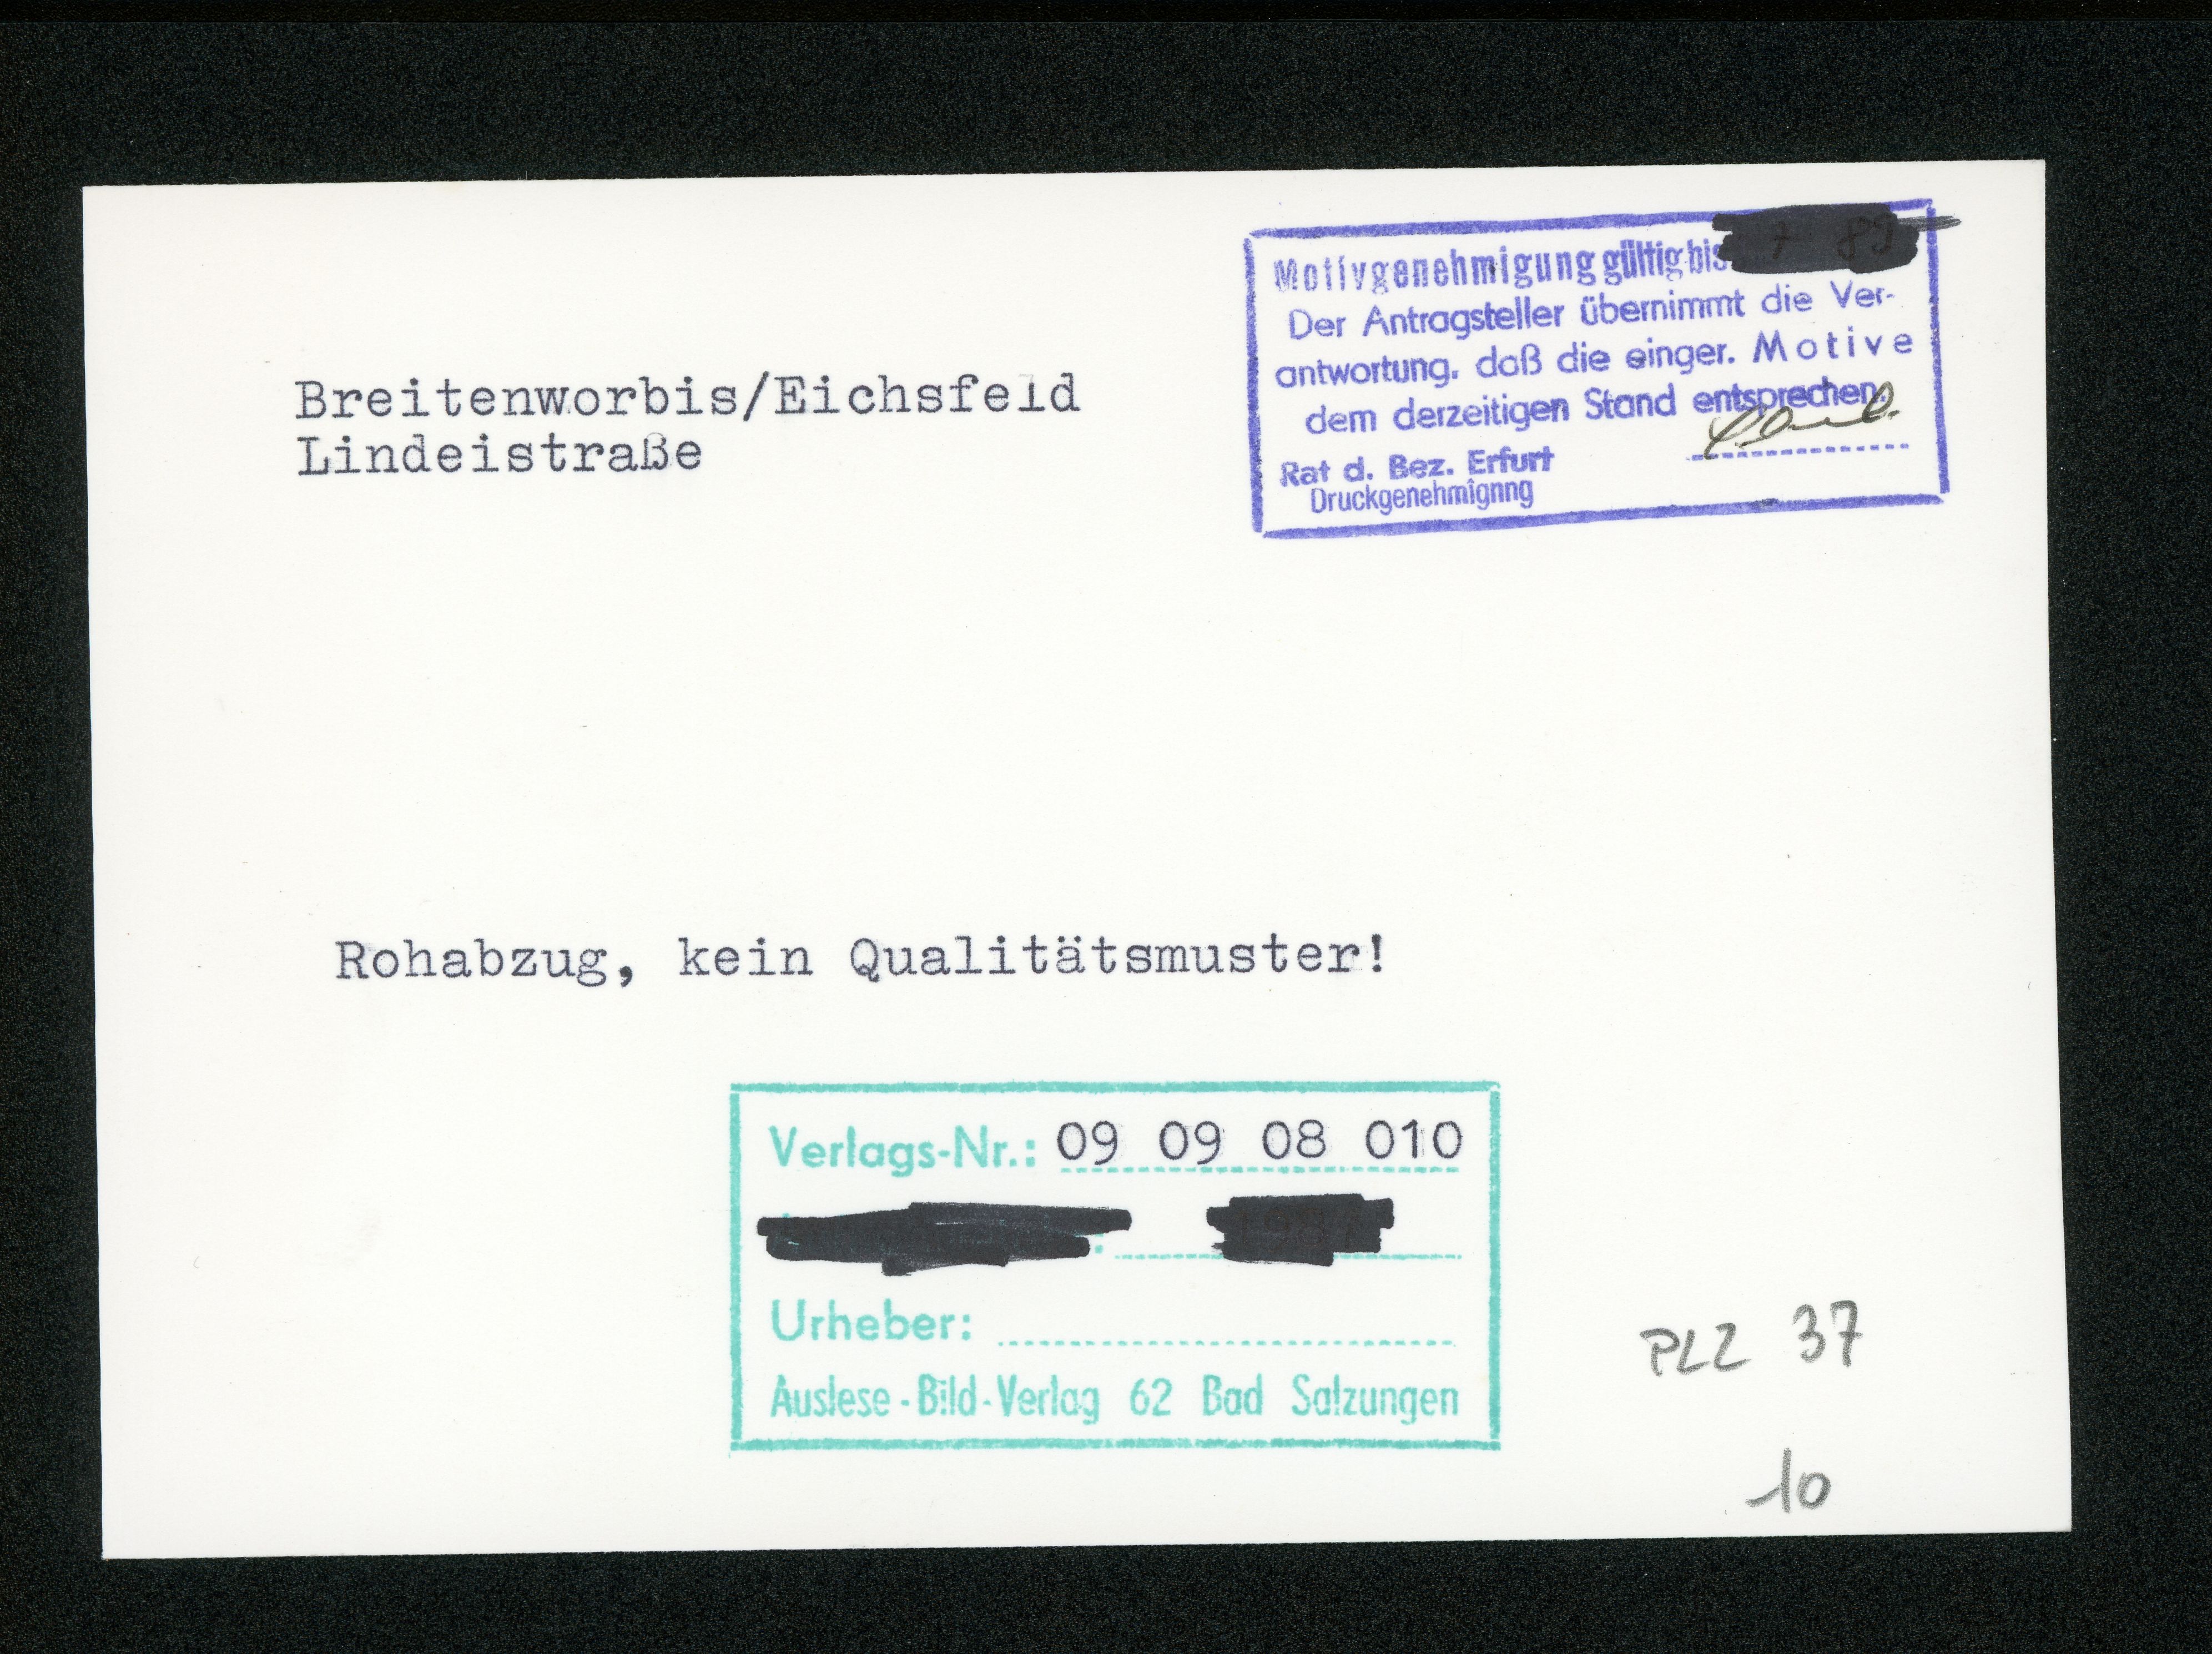 Motivgenehmigung gültig bis
Der Antragsteller übernimmt die Ver-
antwortung, daß die einger. Motive
dem derzeitigen Stand entsprechen.
Rat d. Bez. Erfurt
Druckgenehmignng
Breitenworbis/Eichsfeld
Lindeistraße
Rohabzug, kein Qualitätsmuster!
Verlags-Nr.: 09 09 08 010
Urheber:
Auslese-Bild-Verlag 62 Bad Salzungen
PLZ 37
10